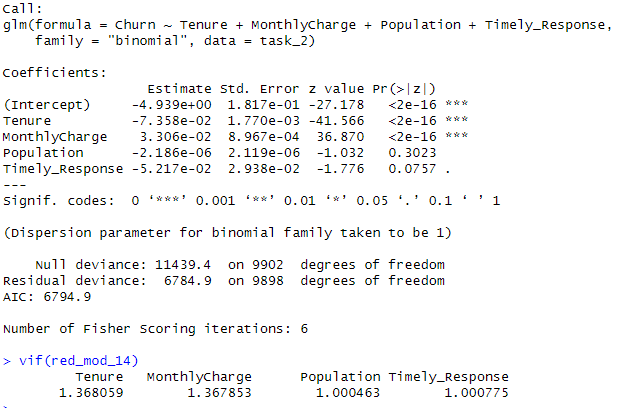 Call:
glm(formula = Churn ~ Tenure + MonthlyCharge + Population + Timely_Response,
    family = "binomial", data = task_2)
Coefficients:
                  Estimate Std. Error z value Pr(>|z|)
(Intercept)     -4.939e+00  1.817e-01 -27.178   <2e-16 ***
Tenure          -7.358e-02  1.770e-03 -41.566   <2e-16 ***
MonthlyCharge    3.306e-02  8.967e-04  36.870   <2e-16 ***
Population      -2.186e-06  2.119e-06  -1.032   0.3023
Timely_Response -5.217e-02  2.938e-02  -1.776   0.0757 .
---
Signif. codes:  0 ‘***’ 0.001 ‘**’ 0.01 ‘*’ 0.05 ‘.’ 0.1 ‘ ’ 1
(Dispersion parameter for binomial family taken to be 1)
    Null deviance: 11439.4  on 9902  degrees of freedom
Residual deviance:  6784.9  on 9898  degrees of freedom
AIC: 6794.9
Number of Fisher Scoring iterations: 6
> vif(red_mod_14)
         Tenure   MonthlyCharge      Population Timely_Response
       1.368059        1.367853        1.000463        1.000775